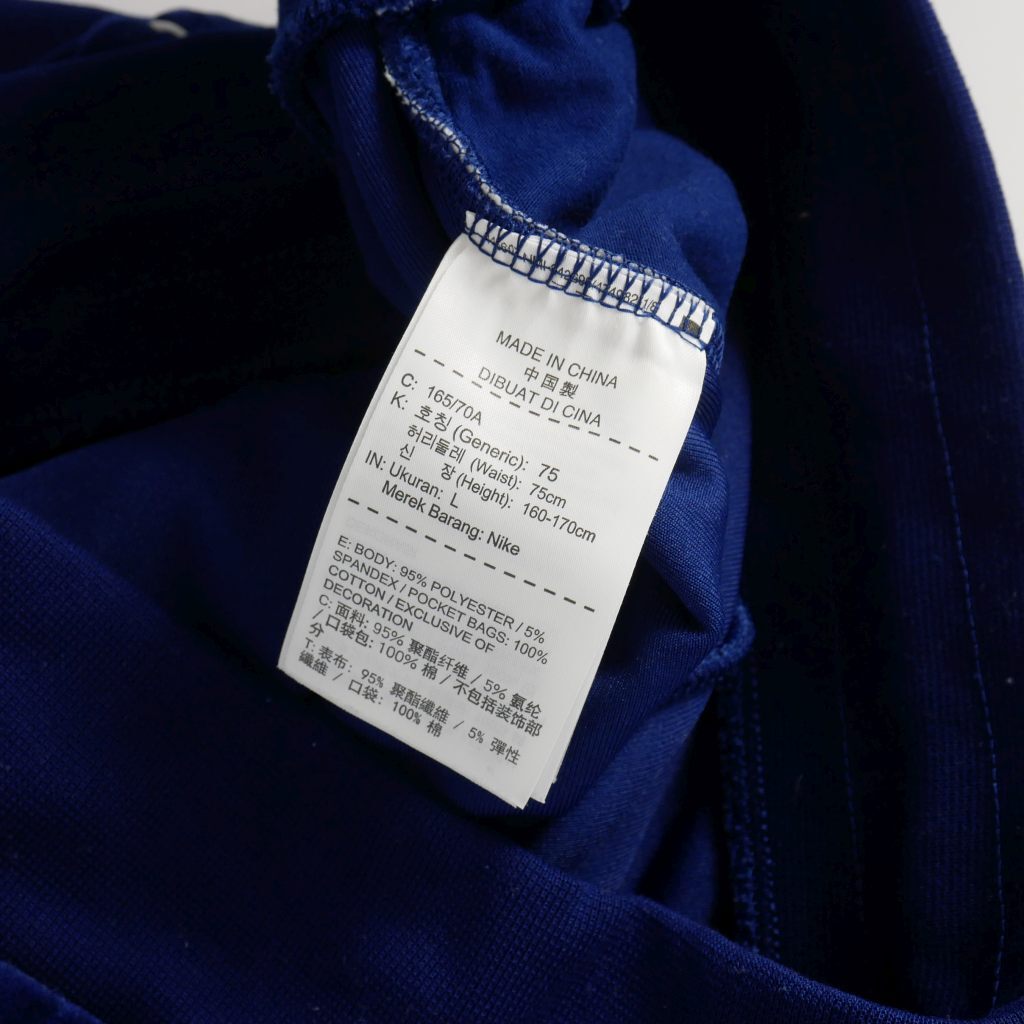 MADE IN CHINA
中国製
DIBUAT DI CINA
C: 165/70A
K: 호칭 (Generic): 75
허리둘레 (Waist): 75cm
신 장 (Height): 160-170cm
IN: Ukuran: L
Merek Barang: Nike
E: BODY: 95% POLYESTER / 5%
SPANDEX / POCKET BAGS: 100%
COTTON / EXCLUSIVE OF
DECORATION
C: 面料: 95% 聚酯纤维 / 5% 氨纶
/ 口袋包: 100% 棉 / 不包括装饰部
分
T: 表布: 95% 聚酯纖維 / 5% 彈性
纖維 / 口袋: 100% 棉